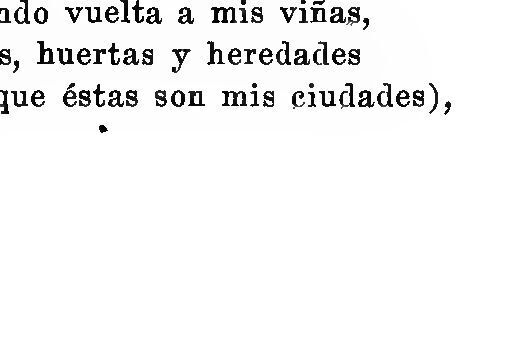 ndo vuelta a mis viñas,
s, huertas y heredades
que éstas son mis ciudades),